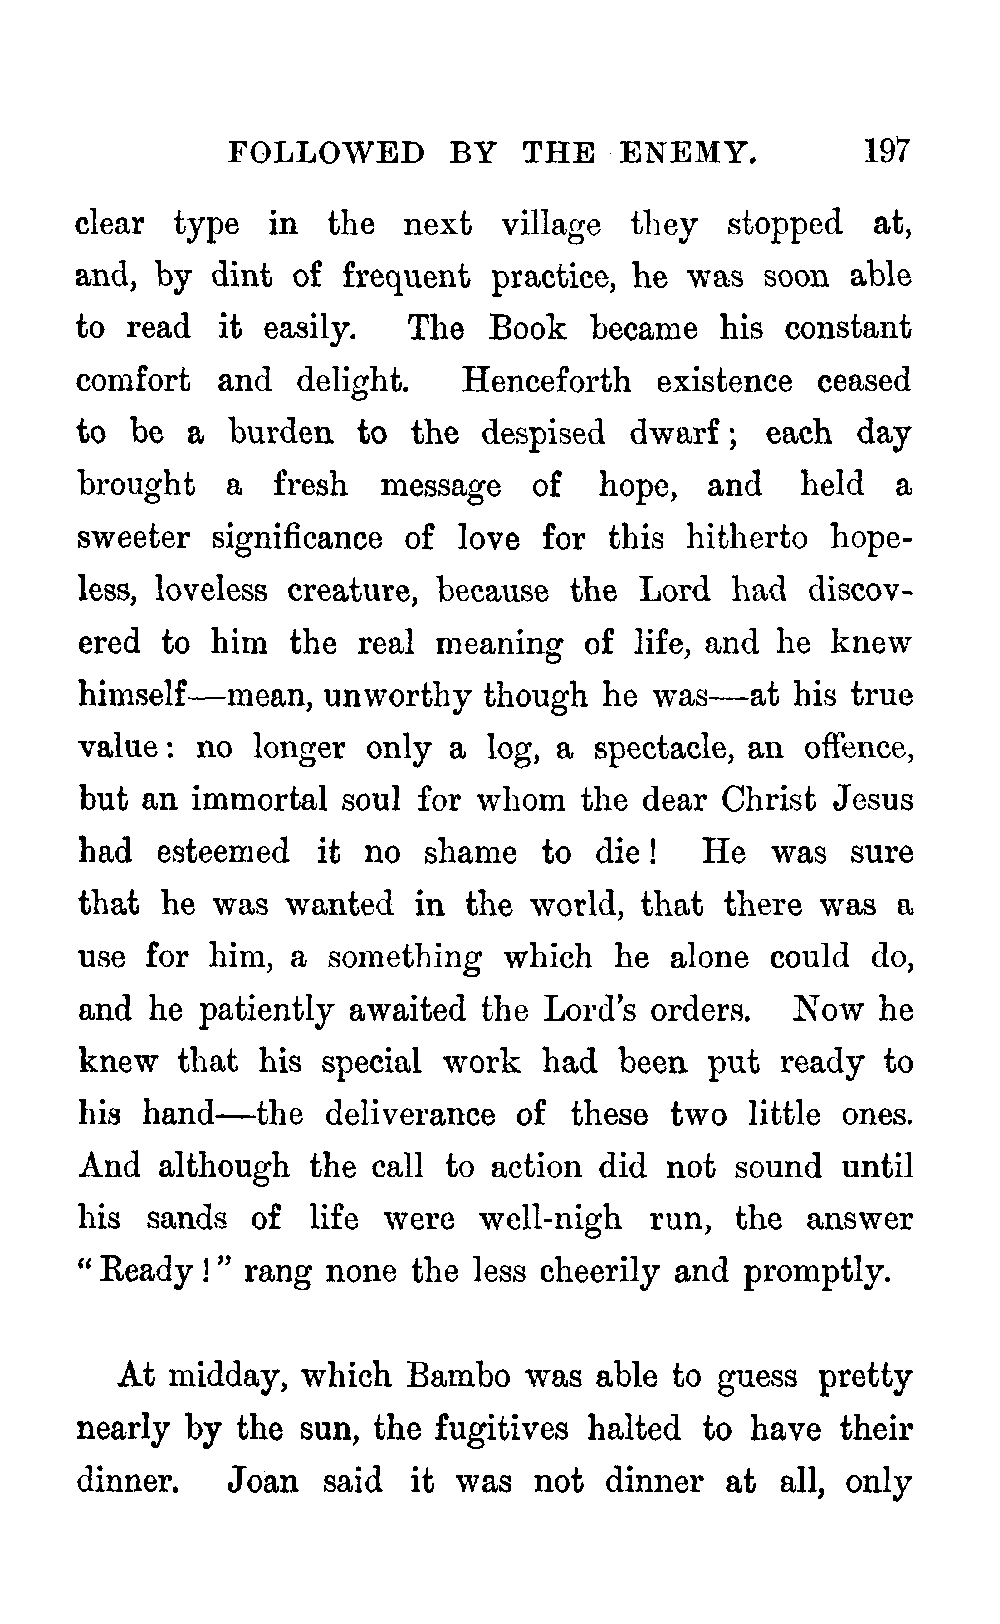 FOLLOWED BY THE ENEMY. 197
clear type in the next village they stopped at,
and, by dint of frequent practice, he was soon able
to read it easily. The Book became his constant
comfort and delight. Henceforth existence ceased
to be a burden to the despised dwarf; each day
brought a fresh message of hope, and held a
sweeter significance of love for this hitherto hope-
less, loveless creature, because the Lord had discov-
ered to him the real meaning of life, and he knew
himself—mean, unworthy though he was—at his true
value: no longer only a log, a spectacle, an offence,
but an immortal soul for whom the dear Christ Jesus
had esteemed it no shame to die! He was sure
that he was wanted in the world, that there was a
use for him, a something which he alone could do,
and he patiently awaited the Lord's orders. Now he
knew that his special work had been put ready to
his hand—the deliverance of these two little ones.
And although the call to action did not sound until
his sands of life were well-nigh run, the answer
"Ready!" rang none the less cheerily and promptly.
At midday, which Bambo was able to guess pretty
nearly by the sun, the fugitives halted to have their
dinner. Joan said it was not dinner at all, only